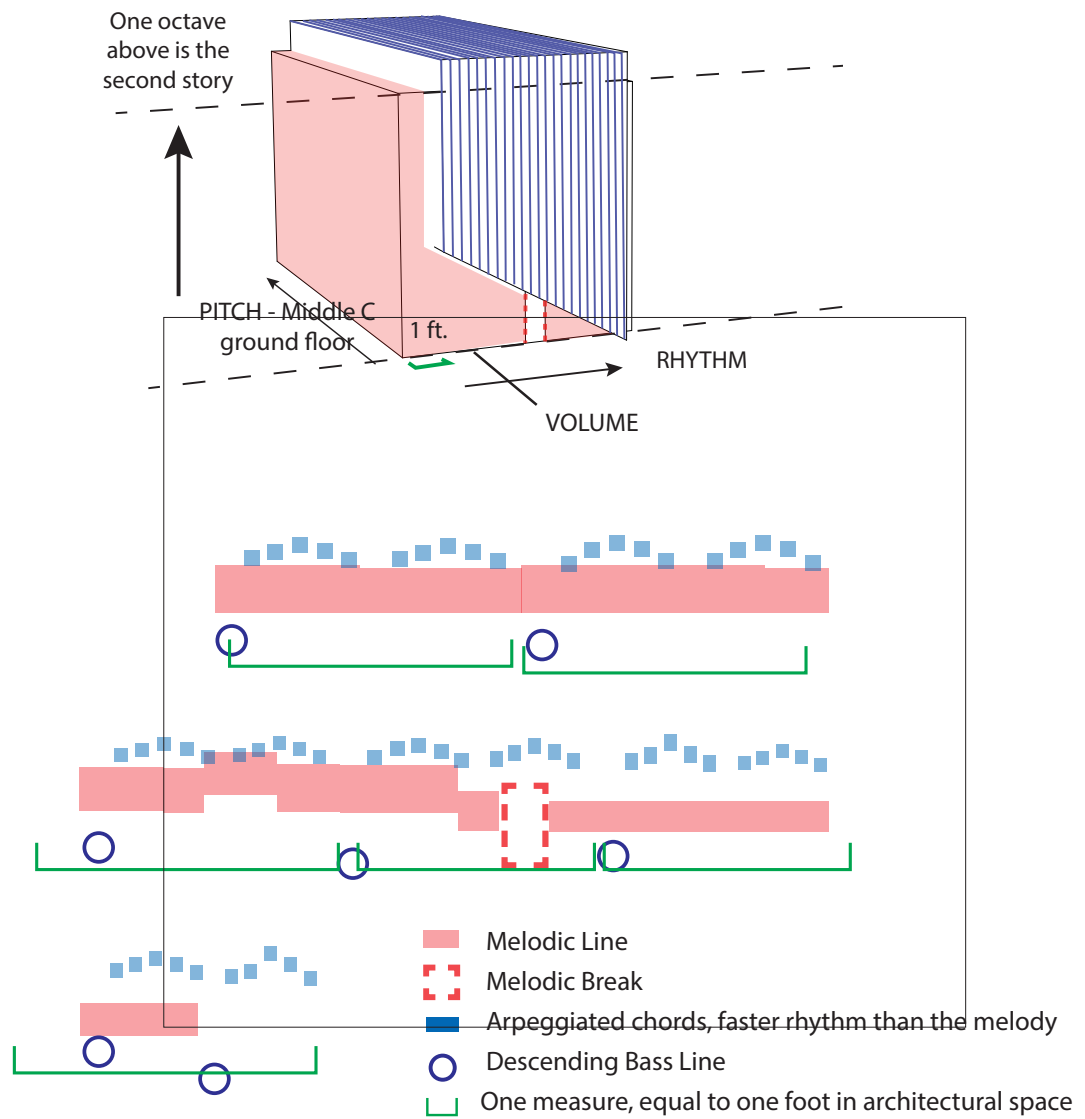 One octave
above is the
second story
PITCH - Middle C
ground floor
1 ft.
RHYTHM
VOLUME
Melodic Line
Melodic Break
Arpeggiated chords, faster rhythm than the melody
Descending Bass Line
One measure, equal to one foot in architectural space